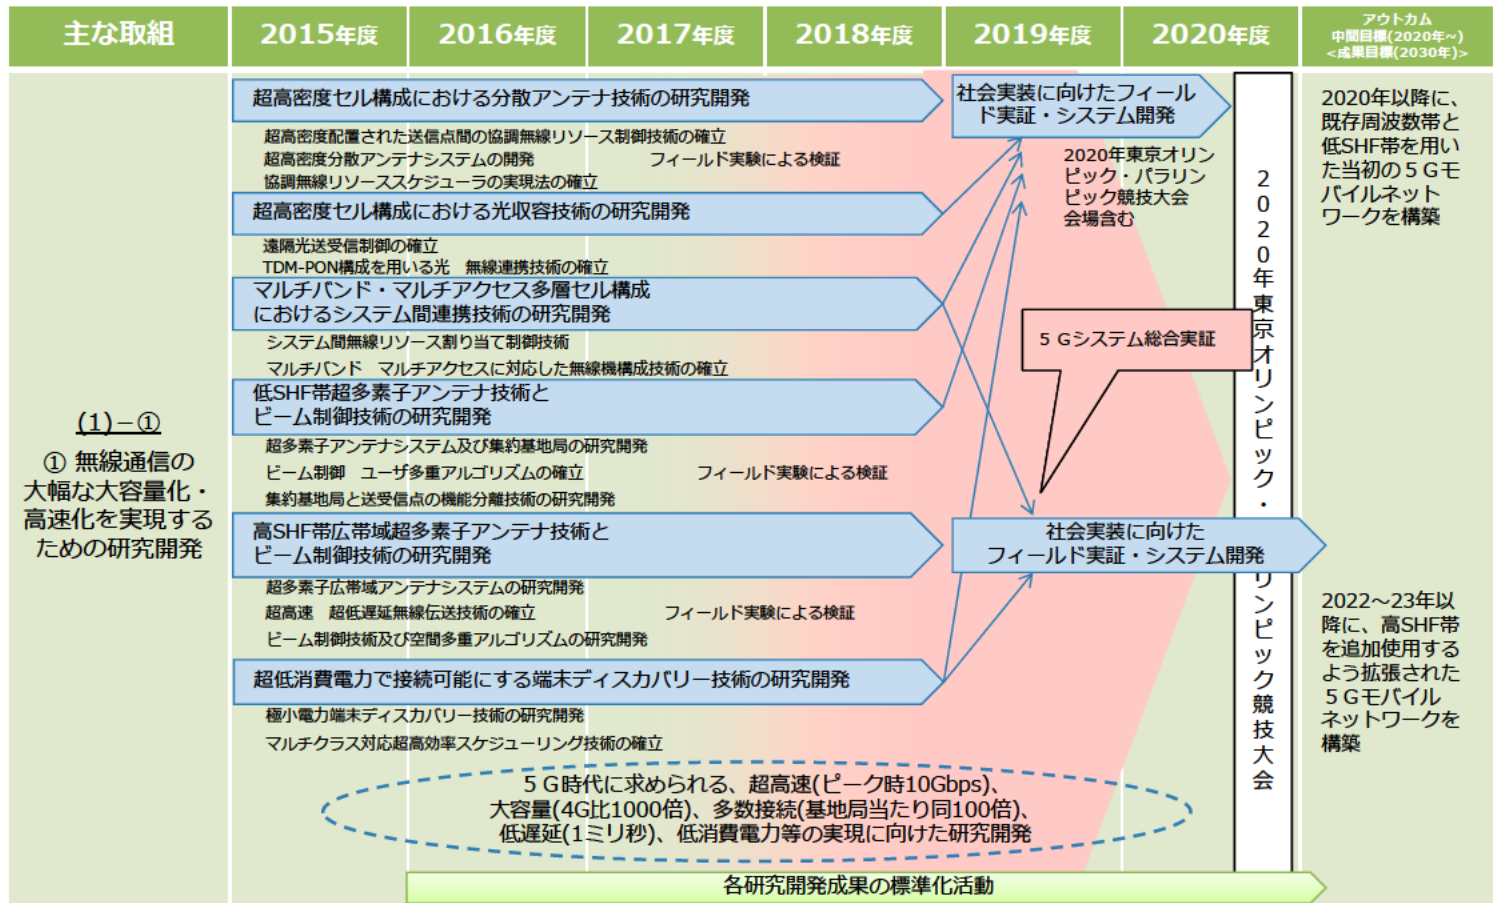 主な取組
2015年度
2016年度
2017年度
2018年度
2019年度
2020年度
アウトカム
中間目標(2020年~)
<成果目標(2030年)>
(1)－①
① 無線通信の
大幅な大容量化・
高速化を実現する
ための研究開発
超高密度セル構成における分散アンテナ技術の研究開発
超高密度配置された送信点間の協調無線リソース制御技術の確立
超高密度分散アンテナシステムの開発　フィールド実験による検証
協調無線リソーススケジューラの実現法の確立
超高密度セル構成における光収容技術の研究開発
遠隔光送受信制御の確立
TDM-PON構成を用いる光　無線連携技術の確立
マルチバンド・マルチアクセス多層セル構成
におけるシステム間連携技術の研究開発
システム間無線リソース割り当て制御技術
マルチバンド　マルチアクセスに対応した無線機構成技術の確立
低SHF帯超多素子アンテナ技術と
ビーム制御技術の研究開発
超多素子アンテナシステム及び集約基地局の研究開発
ビーム制御　ユーザ多重アルゴリズムの確立　フィールド実験による検証
集約基地局と送受信点の機能分離技術の研究開発
高SHF帯広帯域超多素子アンテナ技術と
ビーム制御技術の研究開発
超多素子広帯域アンテナシステムの研究開発
超高速　超低遅延無線伝送技術の確立　フィールド実験による検証
ビーム制御技術及び空間多重アルゴリズムの研究開発
超低消費電力で接続可能にする端末ディスカバリー技術の研究開発
極小電力端末ディスカバリー技術の研究開発
マルチクラス対応超高効率スケジューリング技術の確立
社会実装に向けたフィール
ド実証・システム開発
2020年東京オリン
ピック・パラリン
ピック競技大会
会場含む
５Ｇシステム総合実証
社会実装に向けた
フィールド実証・システム開発
2020年東京オリンピック・
リンピック競技大会
2020年以降に、
既存周波数帯と
低SHF帯を用い
た当初の５Ｇモ
バイルネット
ワークを構築
2022～23年以
降に、高SHF帯
を追加使用する
よう拡張された
５Ｇモバイル
ネットワークを
構築
５Ｇ時代に求められる、超高速(ピーク時10Gbps)、
大容量(4G比1000倍)、多数接続(基地局当たり同100倍)、
低遅延(1ミリ秒)、低消費電力等の実現に向けた研究開発
各研究開発成果の標準化活動